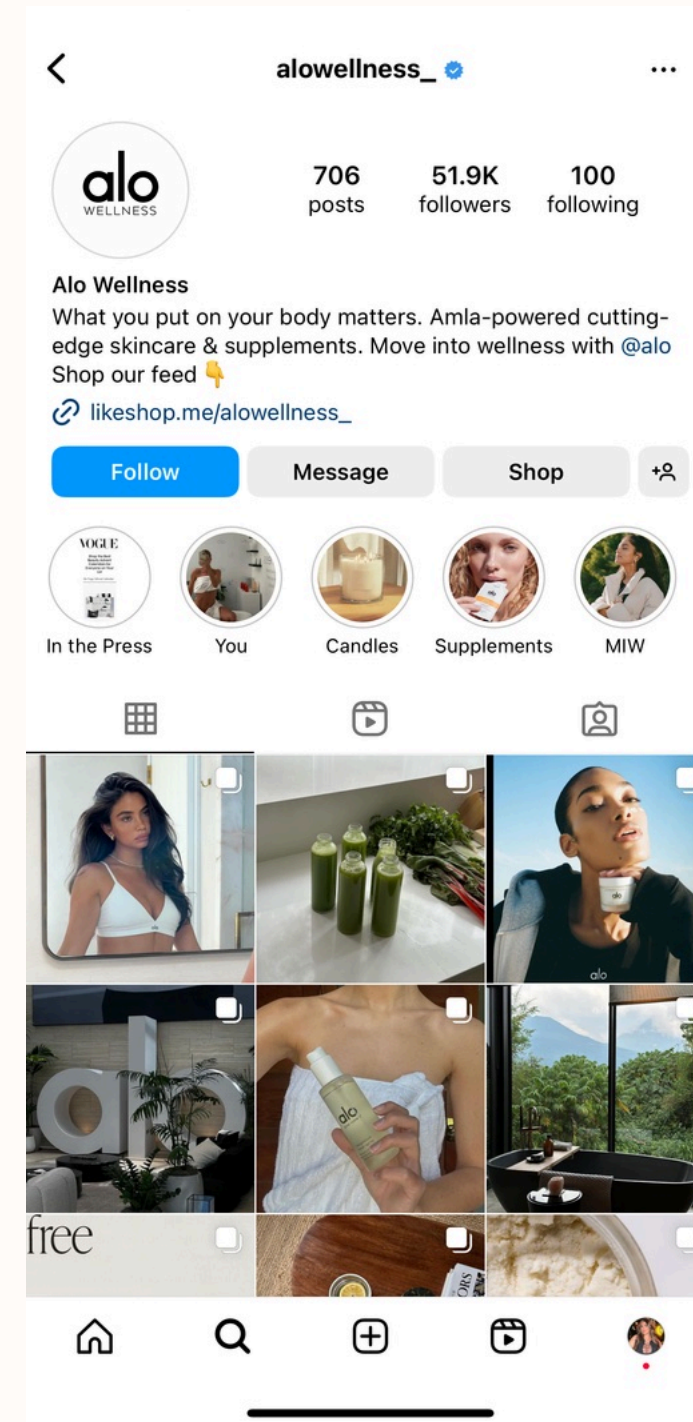 alowellness_
alo
WELLNESS
706
posts
51.9K
followers
100
following
Alo Wellness
What you put on your body matters. Amla-powered cutting-
edge skincare & supplements. Move into wellness with @alo
Shop our feed 👇
likeshop.me/alowellness_
Follow
Message
Shop
VOGUE
In the Press
You
Candles
Supplements
MIW
alo
alo
alo
alo
free